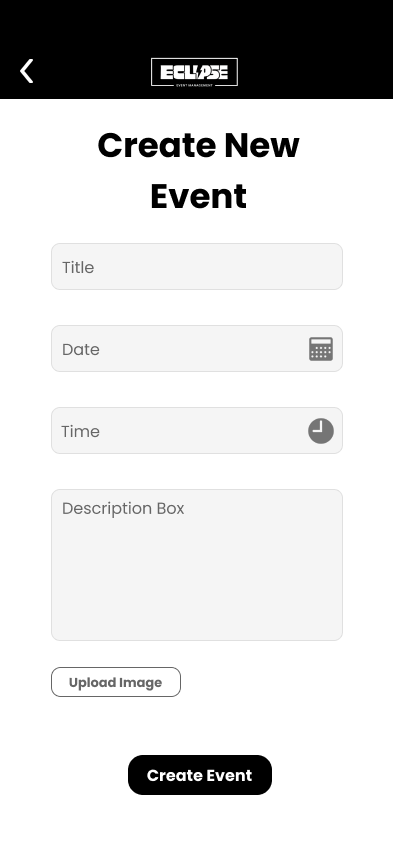 ECLIPSE
EVENT MANAGEMENT
Create New
Event
Title
Date
Time
Description Box
Upload Image
Create Event